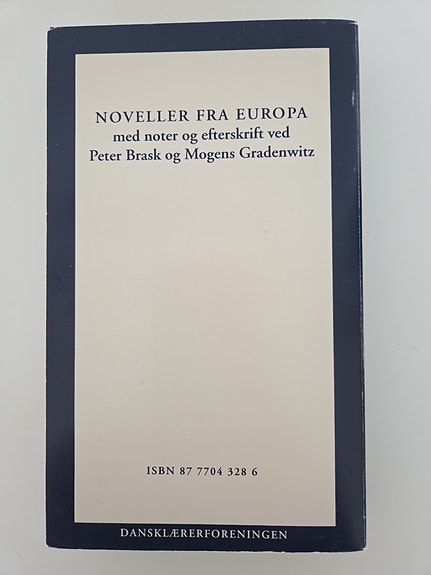 NOVELLER FRA EUROPA
med noter og efterskrift ved
Peter Brask og Mogens Gradenwitz
ISBN 87 7704 328 6
DANSKLÆRERFORENINGEN